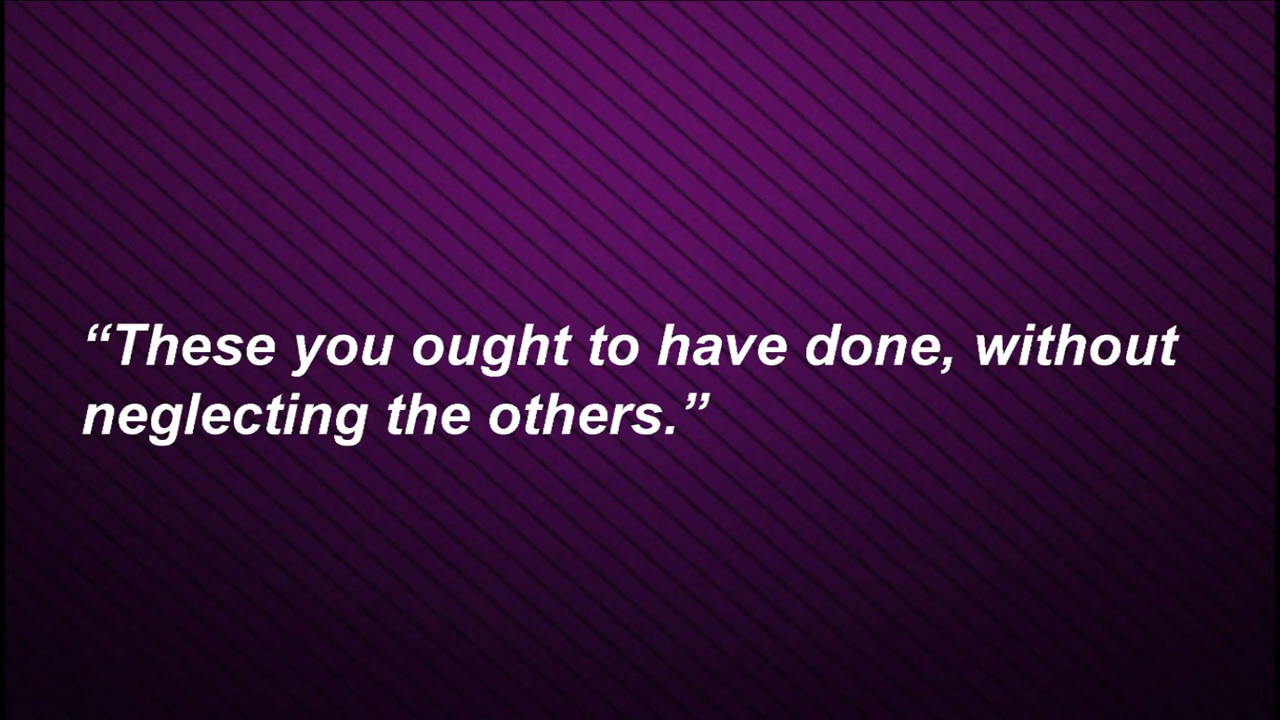 “These you ought to have done, without
neglecting the others.”